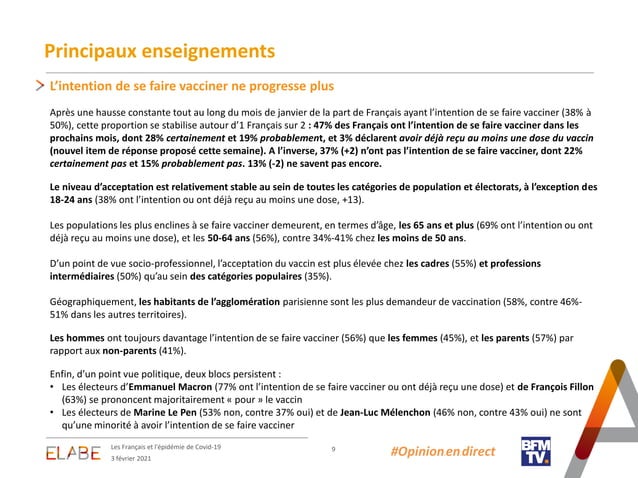 Principaux enseignements
L'intention de se faire vacciner ne progresse plus
Après une hausse constante tout au long du mois de janvier de la part de Français ayant l'intention de se faire vacciner (38% à
50%), cette proportion se stabilise autour d'1 Français sur 2 : 47% des Français ont l'intention de se faire vacciner dans les
prochains mois, dont 28% certainement et 19% probablement, et 3% déclarent avoir déjà reçu au moins une dose du vaccin
(nouvel item de réponse proposé cette semaine). A l'inverse, 37% (+2) n'ont pas l'intention de se faire vacciner, dont 22%
certainement pas et 15% probablement pas. 13% (-2) ne savent pas encore.
Le niveau d'acceptation est relativement stable au sein de toutes les catégories de population et électorats, à l'exception des
18-24 ans (38% ont l'intention ou ont déjà reçu au moins une dose, +13).
Les populations les plus enclines à se faire vacciner demeurent, en termes d'âge, les 65 ans et plus (69% ont l'intention ou ont
déjà reçu au moins une dose), et les 50-64 ans (56%), contre 34%-41% chez les moins de 50 ans.
D'un point de vue socio-professionnel, l'acceptation du vaccin est plus élevée chez les cadres (55%) et professions
intermédiaires (50%) qu'au sein des catégories populaires (35%).
Géographiquement, les habitants de l'agglomération parisienne sont les plus demandeur de vaccination (58%, contre 46%-
51% dans les autres territoires).
Les hommes ont toujours davantage l'intention de se faire vacciner (56%) que les femmes (45%), et les parents (57%) par
rapport aux non-parents (41%).
Enfin, d'un point vue politique, deux blocs persistent :
• Les électeurs d'Emmanuel Macron (77% ont l'intention de se faire vacciner ou ont déjà reçu une dose) et de François Fillon
(63%) se prononcent majoritairement « pour » le vaccin
• Les électeurs de Marine Le Pen (53% non, contre 37% oui) et de Jean-Luc Mélenchon (46% non, contre 43% oui) ne sont
qu'une minorité à avoir l'intention de se faire vacciner
ELABE
Les Français et l'épidémie de Covid-19
3 février 2021
9
#Opinionendirect
BFM
TV.